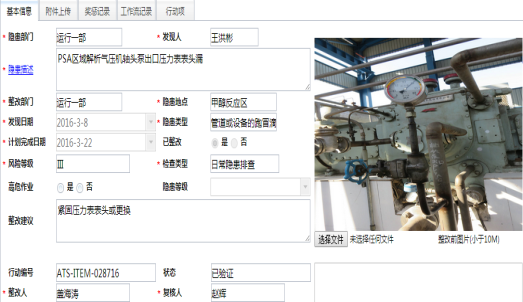 基本信息 附件上传 奖惩记录 工作流记录 行动项
* 隐患部门 运行一部 * 发现人 王洪彬
* 隐患描述 PSA区域解析气压机轴头泵出口压力表表头漏
* 整改部门 运行一部 * 隐患地点 甲醇反应区
* 发现日期 2016-3-8 * 隐患类型 管道或设备的跑冒滴
* 计划完成日期 2016-3-22 已整改 是 否
* 风险等级 III * 检查类型 日常隐患排查
高危作业 是 否 隐患等级
整改建议 紧固压力表表头或更换
选择文件 未选择任何文件 整改前图片(小于10M)
行动编号 ATS-ITEM-028716 状态 已验证
* 整改人 盖海涛 * 复核人 赵辉